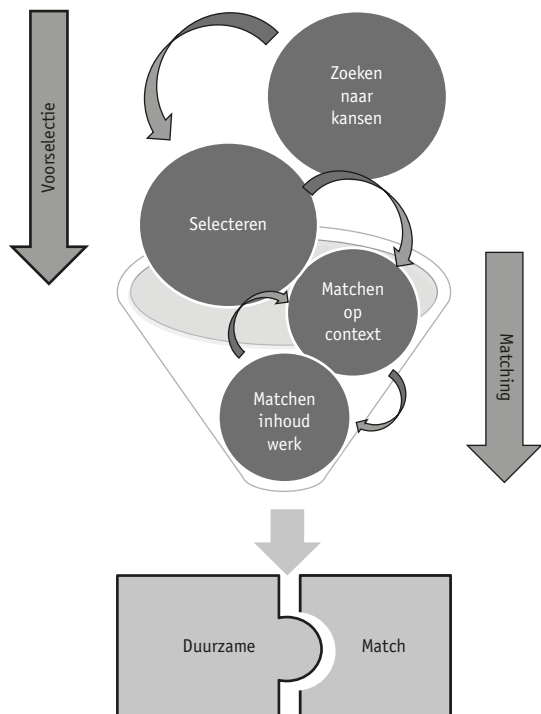 Voorselectie
Zoeken
naar
kansen
Selecteren
Matchen
op
context
Matching
Matchen
inhoud
werk
Duurzame
Match